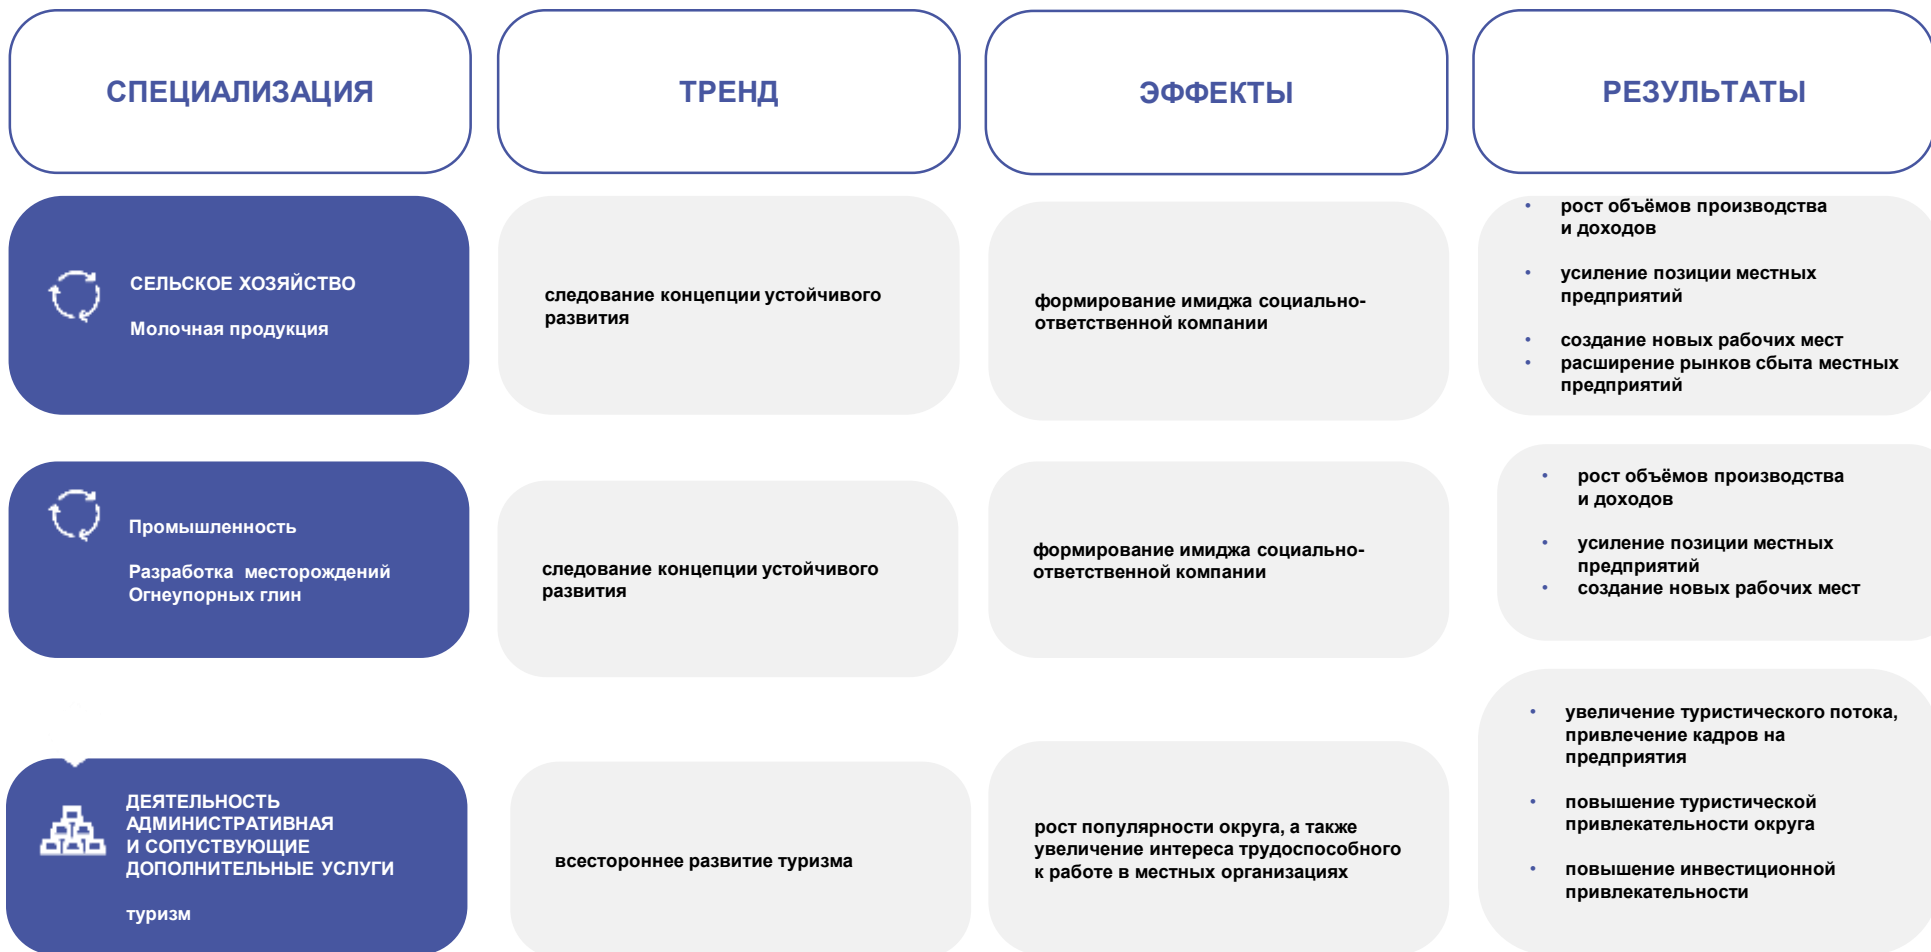 СПЕЦИАЛИЗАЦИЯ
ТРЕНД
ЭФФЕКТЫ
РЕЗУЛЬТАТЫ
СЕЛЬСКОЕ ХОЗЯЙСТВО
Молочная продукция
следование концепции устойчивого
развития
формирование имиджа социально-
ответственной компании
• рост объёмов производства
и доходов
• усиление позиции местных
предприятий
• создание новых рабочих мест
• расширение рынков сбыта местных
предприятий
Промышленность
Разработка месторождений
Огнеупорных глин
следование концепции устойчивого
развития
формирование имиджа социально-
ответственной компании
• рост объёмов производства
и доходов
• усиление позиции местных
предприятий
• создание новых рабочих мест
ДЕЯТЕЛЬНОСТЬ
АДМИНИСТРАТИВНАЯ
И СОПУСТВУЮЩИЕ
ДОПОЛНИТЕЛЬНЫЕ УСЛУГИ
туризм
всестороннее развитие туризма
рост популярности округа, а также
увеличение интереса трудоспособного
к работе в местных организациях
• увеличение туристического потока,
привлечение кадров на
предприятия
• повышение туристической
привлекательности округа
• повышение инвестиционной
привлекательности